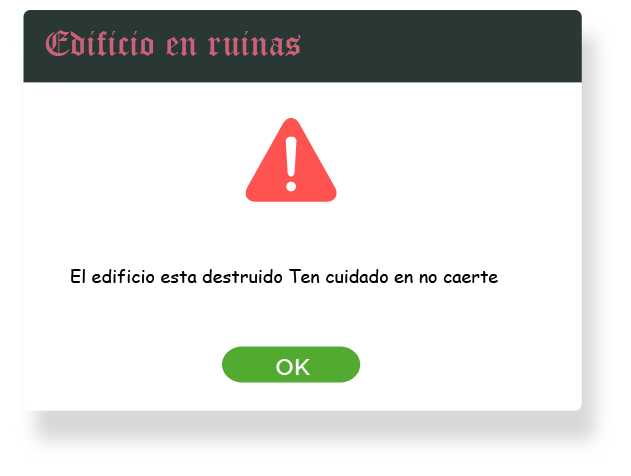 Edificio en ruinas
El edificio esta destruido Ten cuidado en no caerte
OK